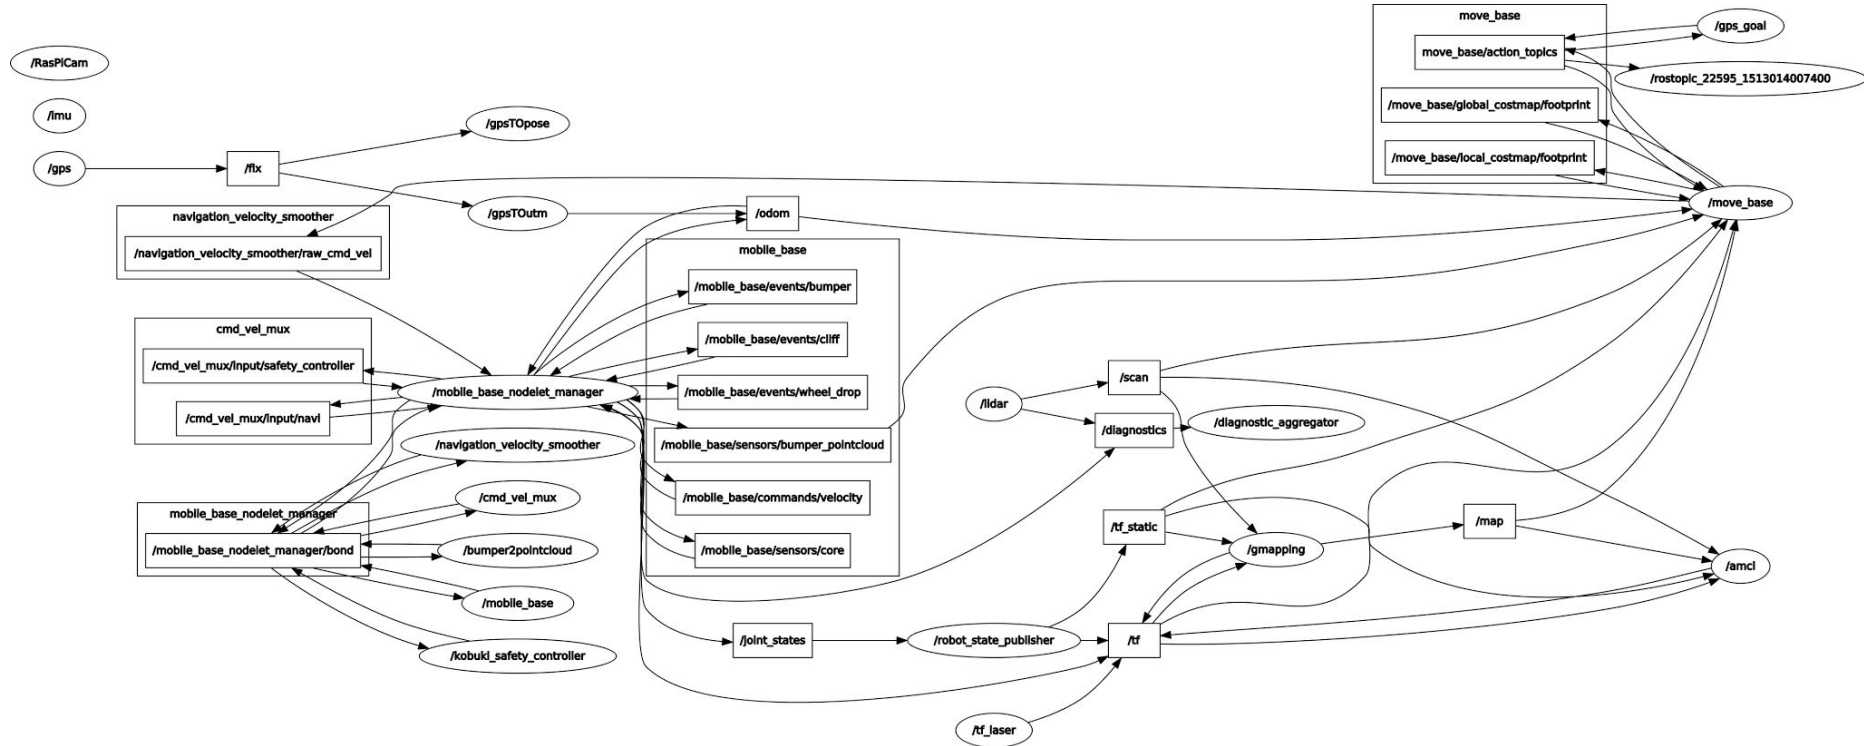 /RasPiCam
/imu
/gps
/fix
/gpsTOpose
/gpsTOutm
/odom
navigation_velocity_smoother
/navigation_velocity_smoother/raw_cmd_vel
cmd_vel_mux
/cmd_vel_mux/input/safety_controller
/cmd_vel_mux/input/navi
/mobile_base_nodelet_manager
/navigation_velocity_smoother
mobile_base_nodelet_manager
/mobile_base_nodelet_manager/bond
/cmd_vel_mux
/bumper2pointcloud
/mobile_base
/kobuki_safety_controller
mobile_base
/mobile_base/events/bumper
/mobile_base/events/cliff
/mobile_base/events/wheel_drop
/mobile_base/sensors/bumper_pointcloud
/mobile_base/commands/velocity
/mobile_base/sensors/core
/joint_states
/robot_state_publisher
/tf_laser
/lidar
/scan
/diagnostics
/diagnostic_aggregator
/tf_static
/gmapping
/tf
/map
/amcl
move_base
move_base/action_topics
/move_base/global_costmap/footprint
/move_base/local_costmap/footprint
/gps_goal
/rostopic_22595_1513014007400
/move_base